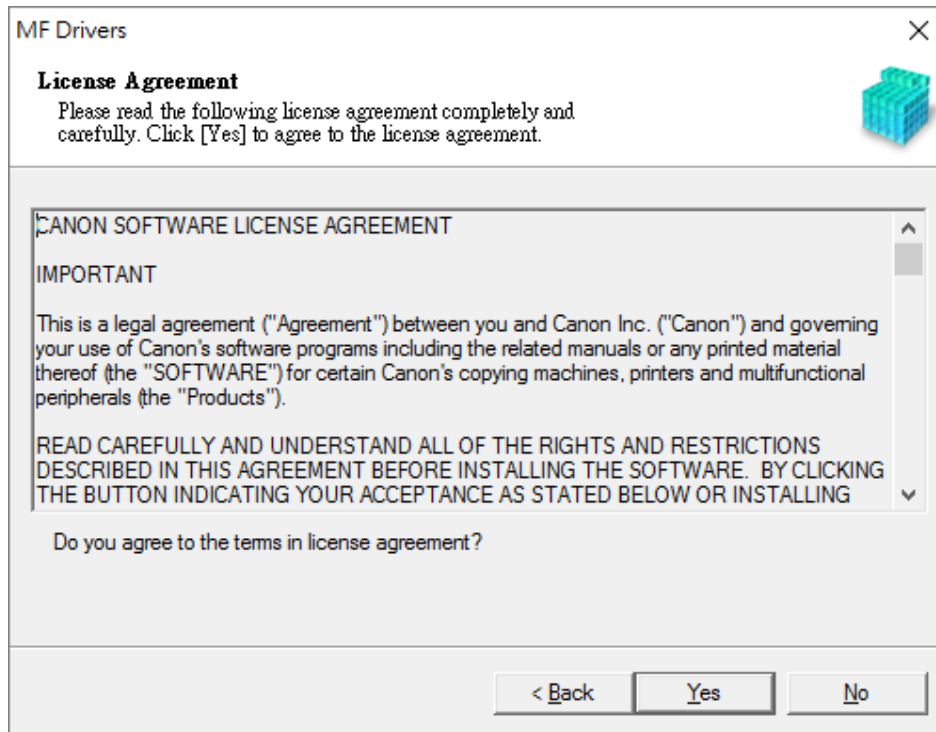 MF Drivers
License Agreement
Please read the following license agreement completely and
carefully. Click [Yes] to agree to the license agreement.
CANON SOFTWARE LICENSE AGREEMENT
IMPORTANT
This is a legal agreement ("Agreement") between you and Canon Inc. ("Canon") and governing
your use of Canon's software programs including the related manuals or any printed material
thereof (the "SOFTWARE") for certain Canon's copying machines, printers and multifunctional
peripherals (the "Products").
READ CAREFULLY AND UNDERSTAND ALL OF THE RIGHTS AND RESTRICTIONS
DESCRIBED IN THIS AGREEMENT BEFORE INSTALLING THE SOFTWARE.  BY CLICKING
THE BUTTON INDICATING YOUR ACCEPTANCE AS STATED BELOW OR INSTALLING
Do you agree to the terms in license agreement?
< Back
Yes
No